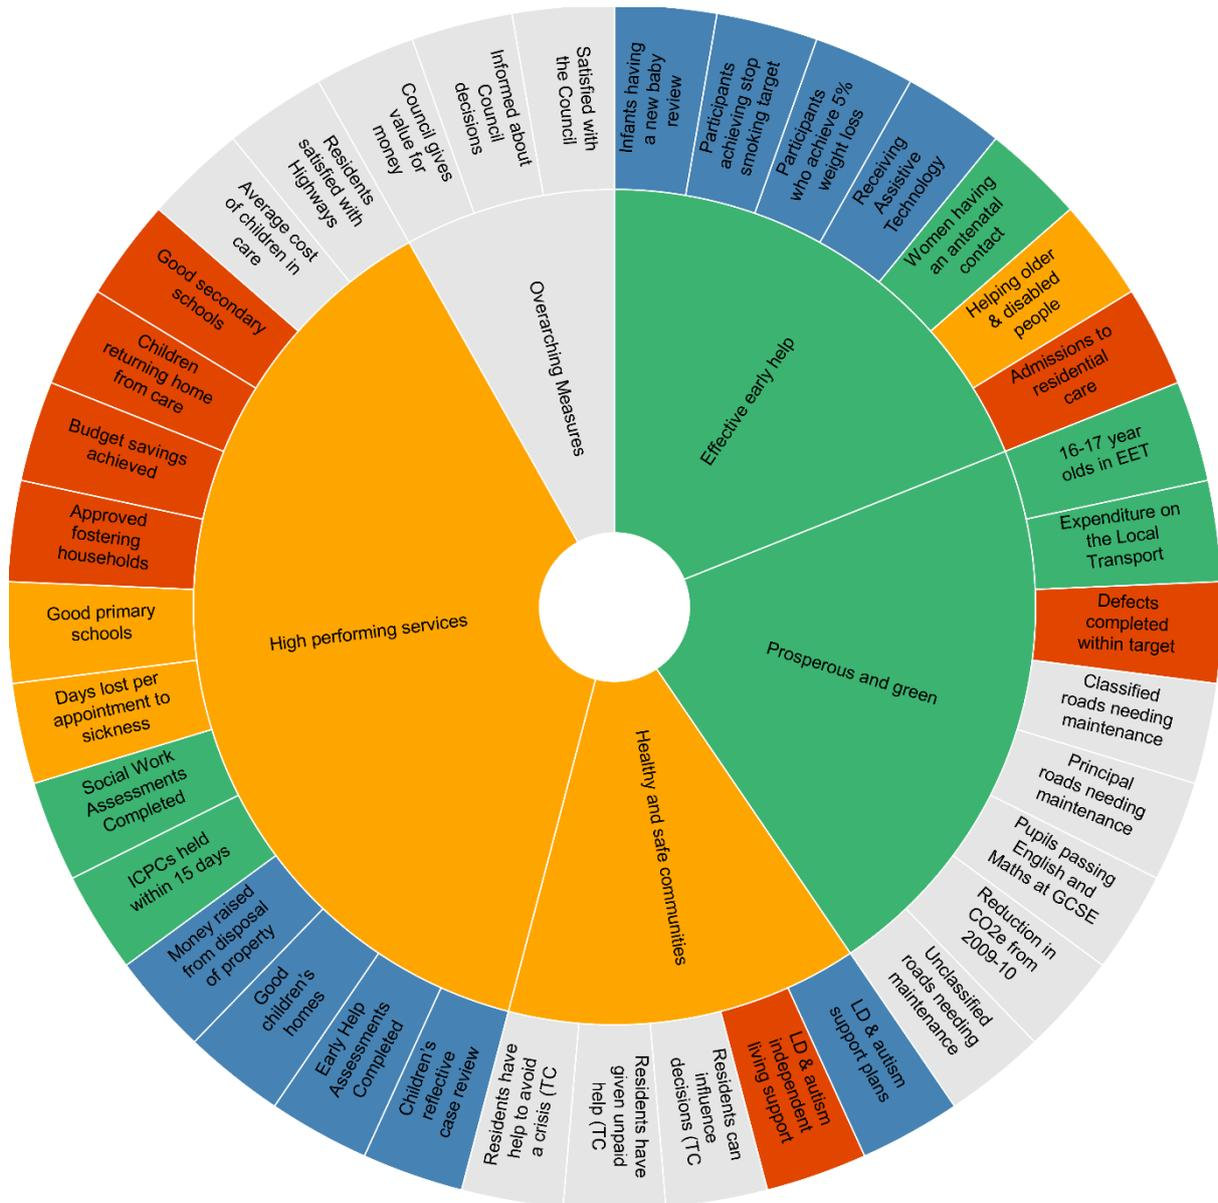 Infants having
a new baby
review
Participants
achieving stop
smoking target
Participants
who achieve 5%
weight loss
Receiving
Assistive
Technology
Women having
an antenatal
contact
Helping older
& disabled
people
Admissions to
residential
care
16-17 year
olds in EET
Expenditure on
the Local
Transport
Defects
completed
within target
Classified
roads needing
maintenance
Principal
roads needing
maintenance
Pupils passing
English and
Maths at GCSE
Reduction in
CO2e from
2009-10
Unclassified
roads needing
maintenance
LD & autism
support plans
LD & autism
independent
living support
Residents can
influence
decisions (TC
Residents have
given unpaid
help (TC
Residents have
help to avoid
a crisis (TC
Children's
reflective
case review
Early Help
Assessments
Completed
Good
children's
homes
Money raised
from disposal
of property
ICPCs held
within 15 days
Social Work
Assessments
Completed
Days lost per
appointment to
sickness
Good primary
schools
Approved
fostering
households
Budget savings
achieved
Children
returning home
from care
Good secondary
schools
Average cost
of children in
care
Residents
satisfied with
Highways
Council gives
value for
money
Informed about
Council
decisions
Satisfied with
the Council
Effective early help
Prosperous and green
Healthy and safe communities
High performing services
Overarching Measures